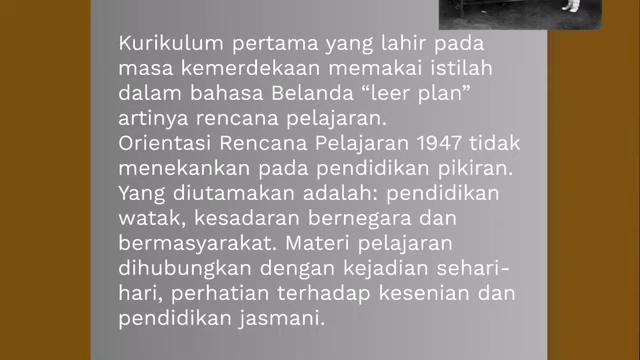 Kurikulum pertama yang lahir pada
masa kemerdekaan memakai istilah
dalam bahasa Belanda “leer plan”
artinya rencana pelajaran.
Orientasi Rencana Pelajaran 1947 tidak
menekankan pada pendidikan pikiran.
Yang diutamakan adalah: pendidikan
watak, kesadaran bernegara dan
bermasyarakat. Materi pelajaran
dihubungkan dengan kejadian sehari-
hari, perhatian terhadap kesenian dan
pendidikan jasmani.